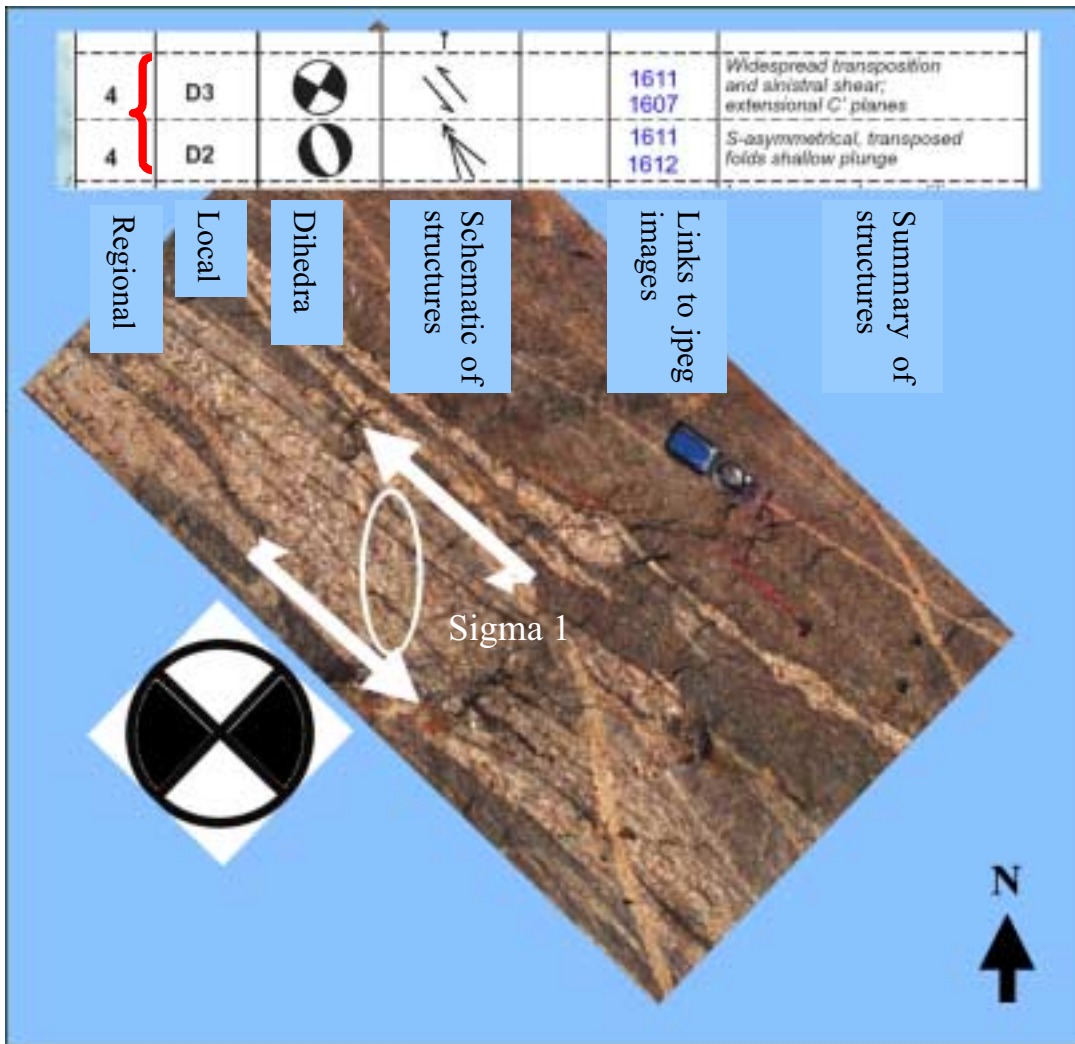 4
D3
1611
1607
Widespread transposition
and sinistral shear;
extensional C' planes
4
D2
1611
1612
S-asymmetrical, transposed
folds shallow plunge
Regional
Local
Dihedra
Schematic of
structures
Links to jpeg
images
Summary of
structures
Sigma 1
N